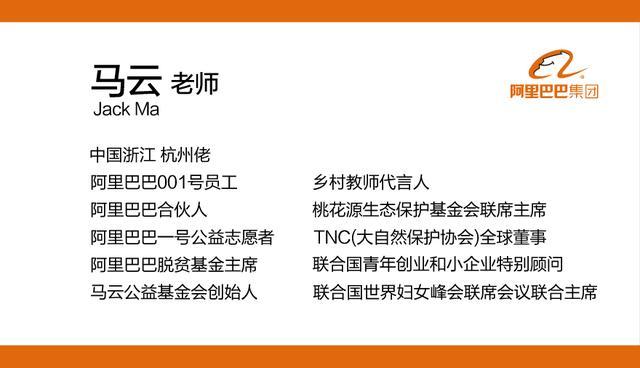 马云 老师
Jack Ma
阿里巴巴集团
中国浙江 杭州佬
阿里巴巴001号员工
阿里巴巴合伙人
阿里巴巴一号公益志愿者
阿里巴巴脱贫基金主席
马云公益基金会创始人
乡村教师代言人
桃花源生态保护基金会联席主席
TNC(大自然保护协会)全球董事
联合国青年创业和小企业特别顾问
联合国世界妇女峰会联席会议联合主席